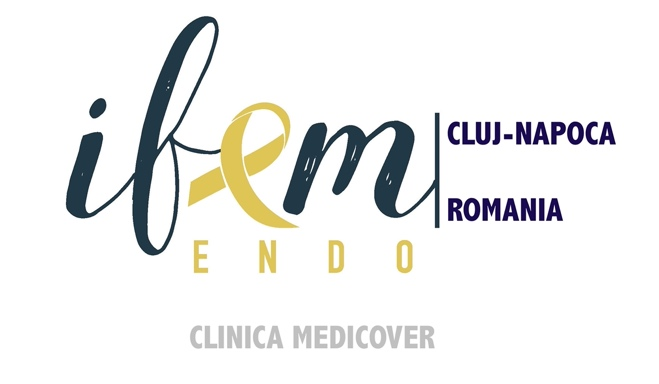 ifem
ENDO
CLUJ-NAPOCA
ROMANIA
CLINICA MEDICOVER